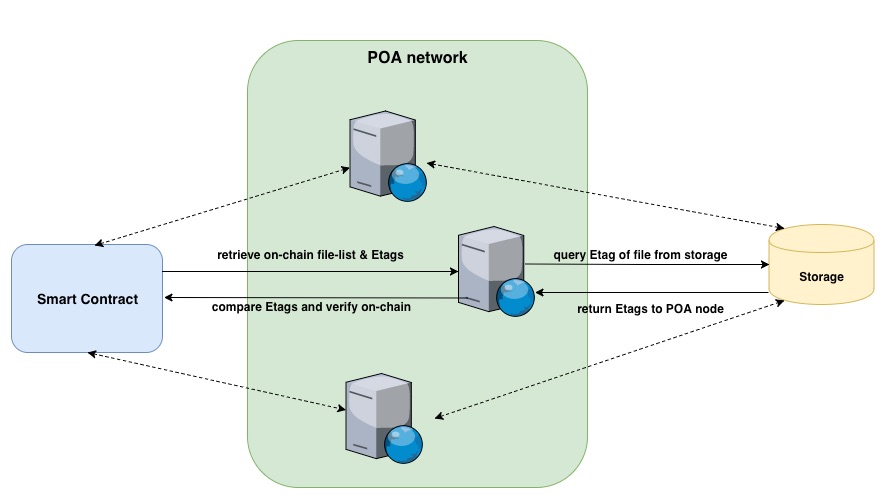 POA network
retrieve on-chain file-list & Etags
query Etag of file from storage
Smart Contract
Storage
compare Etags and verify on-chain
return Etags to POA node